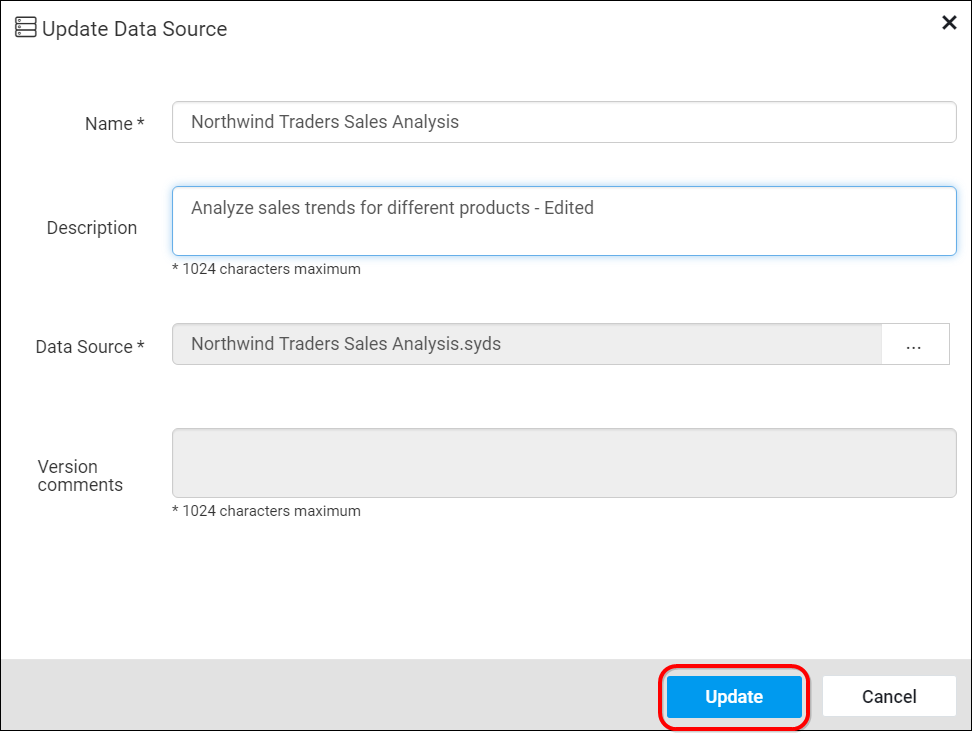 Update Data Source
Name *
Northwind Traders Sales Analysis
Description
Analyze sales trends for different products - Edited
* 1024 characters maximum
Data Source *
Northwind Traders Sales Analysis.syds
...
Version
comments
* 1024 characters maximum
Update
Cancel